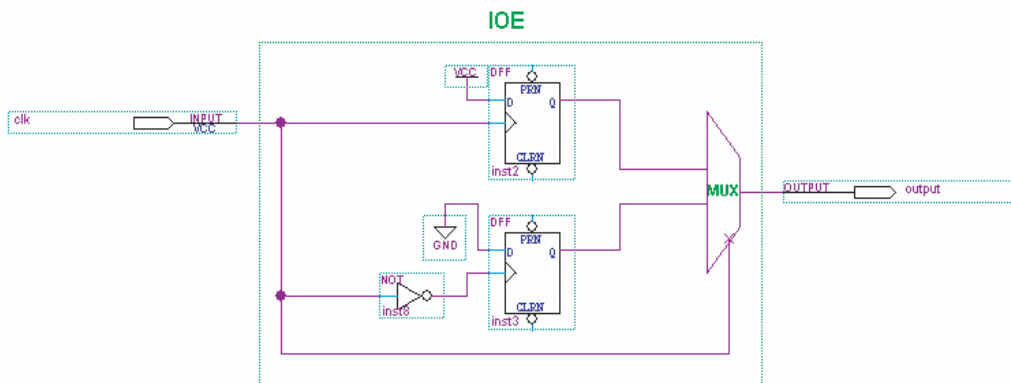 IOE
VCC
DFF
PRN
D Q
CLRN
inst2
clk
INPUT
VCC
MUX
OUTPUT
output
GND
DFF
PRN
D Q
CLRN
inst3
NOT
inst8